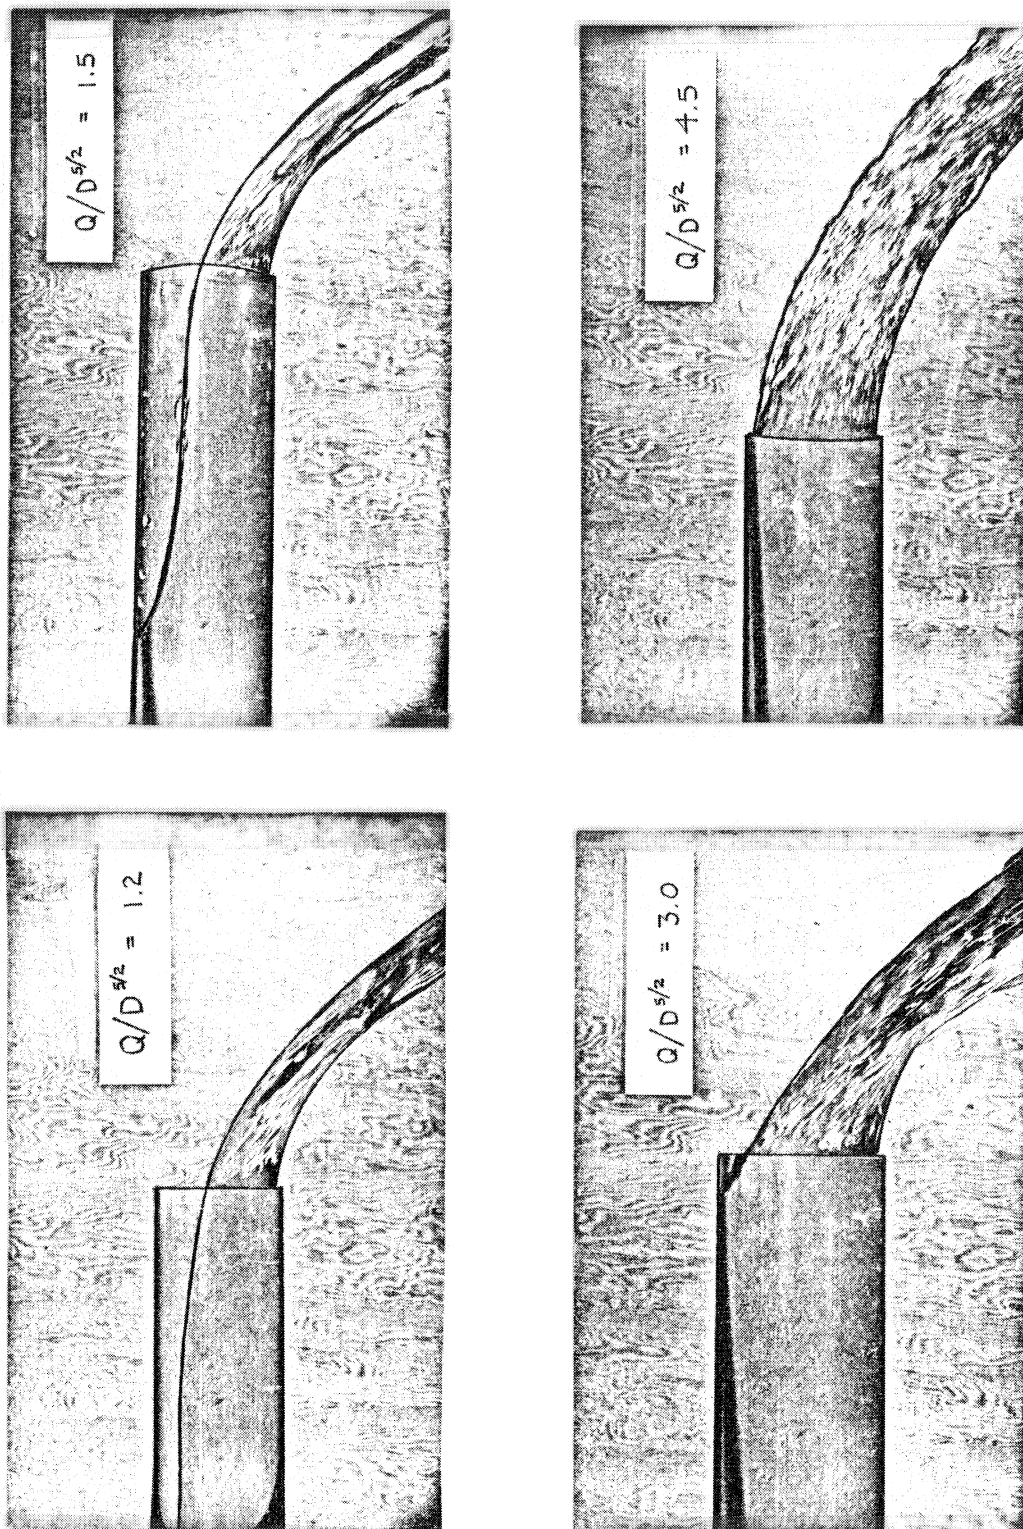 Q/D^5/2 = 1.5
Q/D^5/2 = 4.5
Q/D^5/2 = 1.2
Q/D^5/2 = 3.0